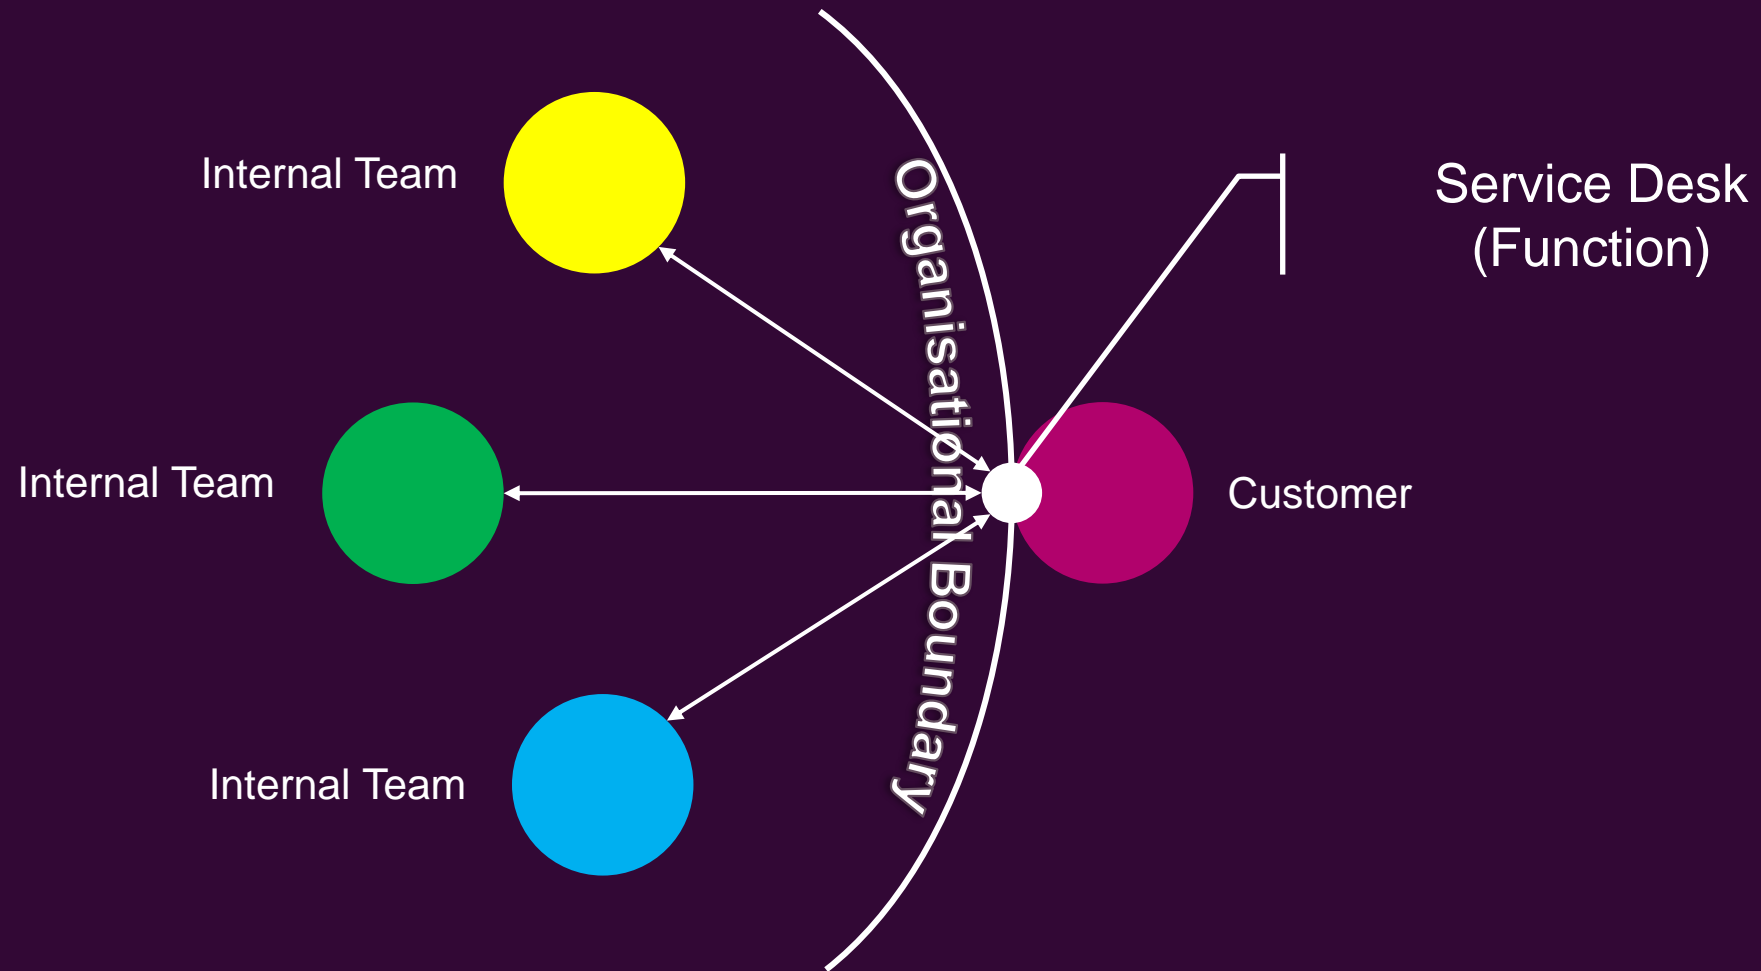 Internal Team
Service Desk
(Function)
Organisational Boundary
Internal Team
Customer
Internal Team